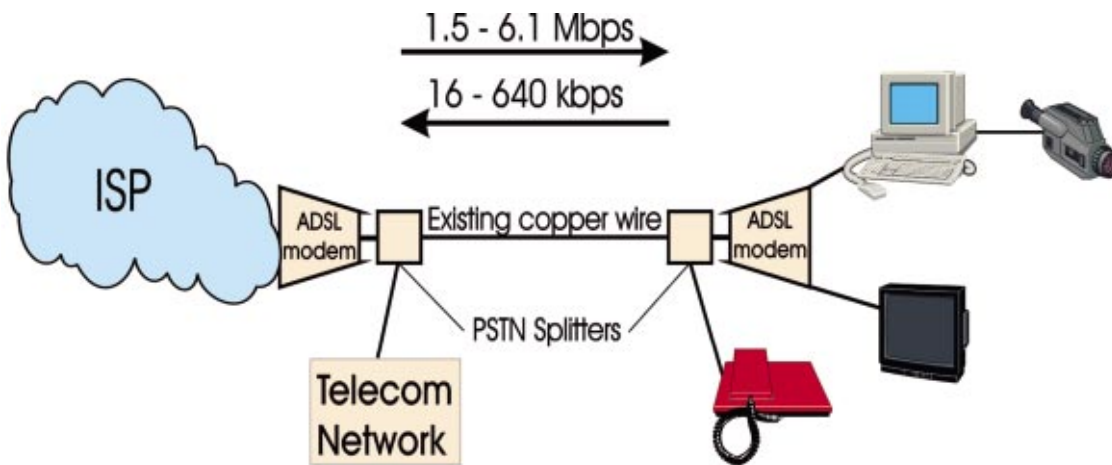 1.5 - 6.1 Mbps
16 - 640 kbps
ISP
ADSL
modem
Existing copper wire
ADSL
modem
PSTN Splitters
Telecom
Network